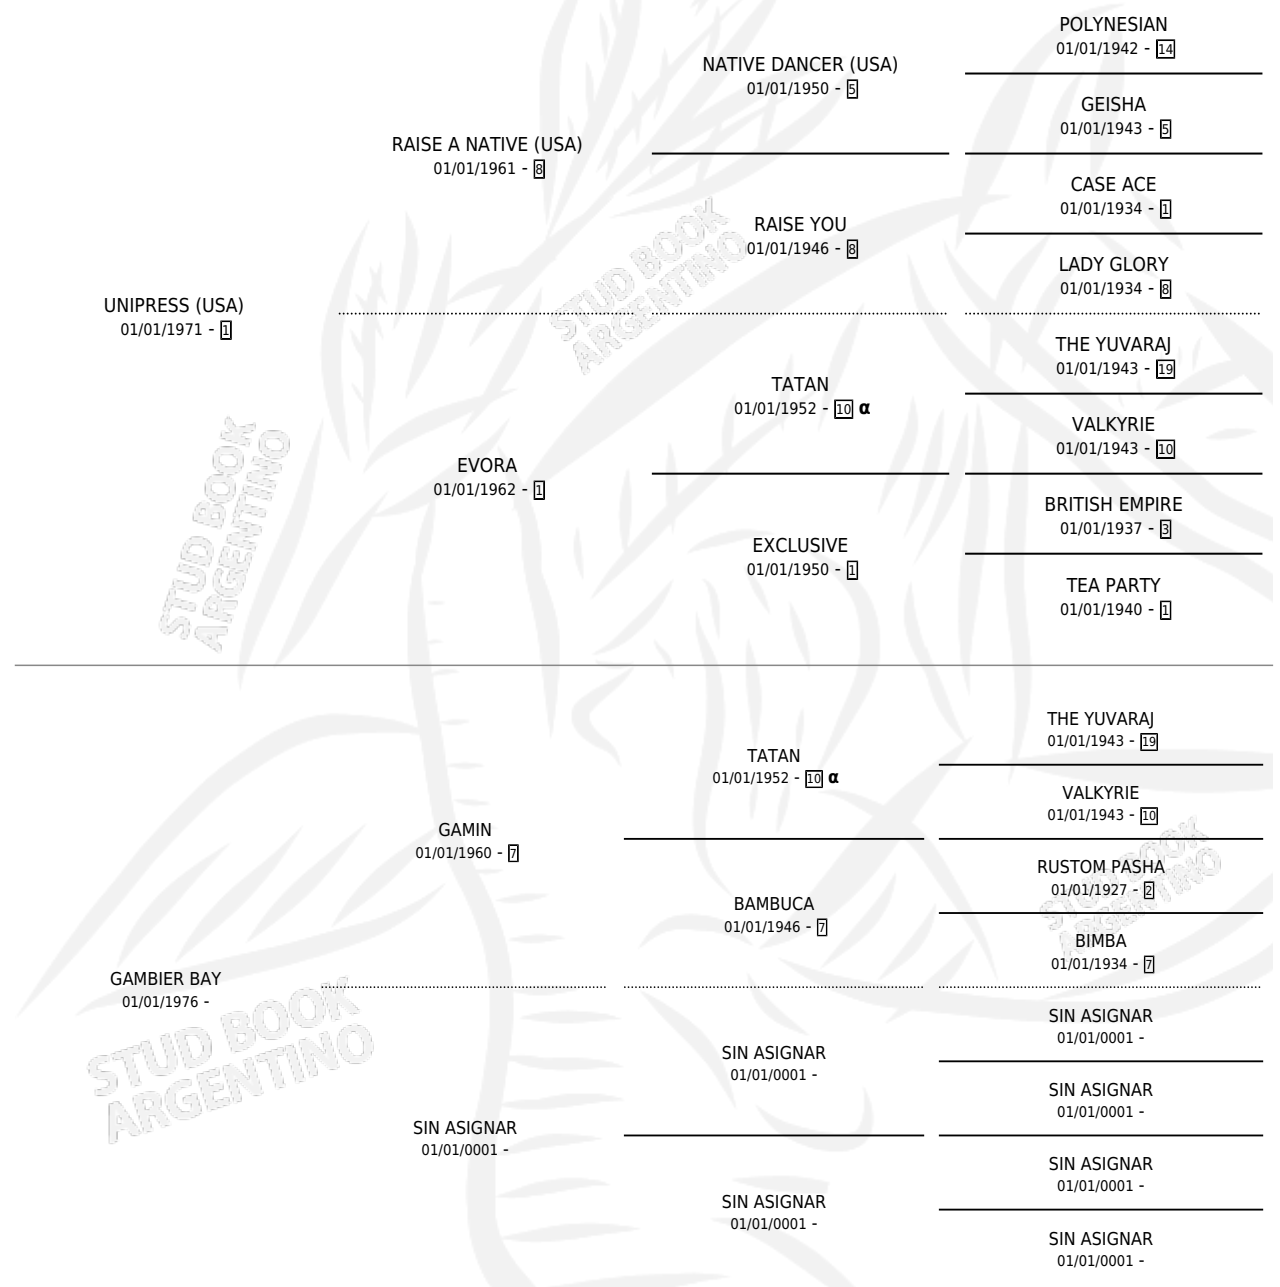 POLYNESIAN
01/01/1942 - 14
NATIVE DANCER (USA)
01/01/1950 - 5
GEISHA
01/01/1943 - 5
RAISE A NATIVE (USA)
01/01/1961 - 8
CASE ACE
01/01/1934 - 1
RAISE YOU
01/01/1946 - 8
LADY GLORY
01/01/1934 - 8
STUD BOOK
ARGENTINO
UNIPRESS (USA)
01/01/1971 - 1
THE YUVARAJ
01/01/1943 - 19
TATAN
01/01/1952 - 10 α
VALKYRIE
01/01/1943 - 10
EVORA
01/01/1962 - 1
BRITISH EMPIRE
01/01/1937 - 3
EXCLUSIVE
01/01/1950 - 1
TEA PARTY
01/01/1940 - 1
STUD BOOK
ARGENTINO
THE YUVARAJ
01/01/1943 - 19
TATAN
01/01/1952 - 10 α
VALKYRIE
01/01/1943 - 10
GAMIN
01/01/1960 - 7
RUSTOM PASHA
01/01/1927 - 2
BAMBUCA
01/01/1946 - 7
BIMBA
01/01/1934 - 7
STUD BOOK
ARGENTINO
GAMBIER BAY
01/01/1976 -
SIN ASIGNAR
01/01/0001 -
SIN ASIGNAR
01/01/0001 -
SIN ASIGNAR
01/01/0001 -
SIN ASIGNAR
01/01/0001 -
SIN ASIGNAR
01/01/0001 -
SIN ASIGNAR
01/01/0001 -
SIN ASIGNAR
01/01/0001 -
STUD BOOK
ARGENTINO